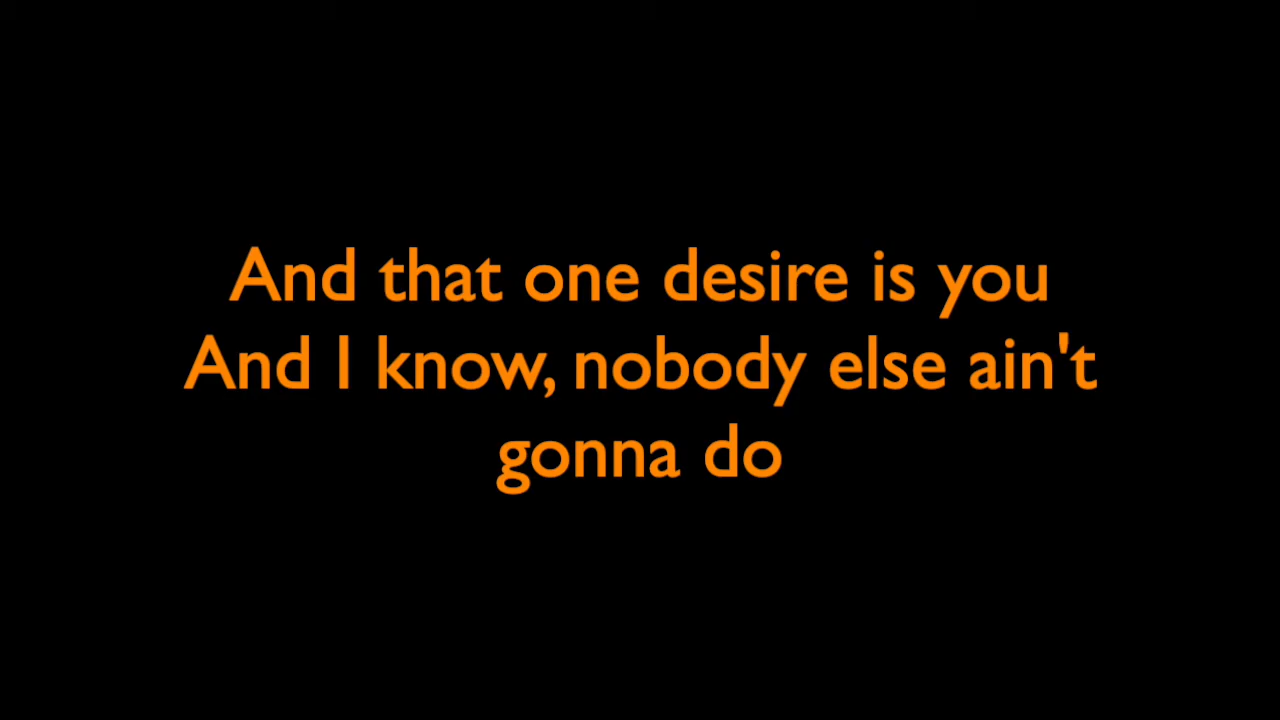 And that one desire is you
And I know, nobody else ain't
gonna do